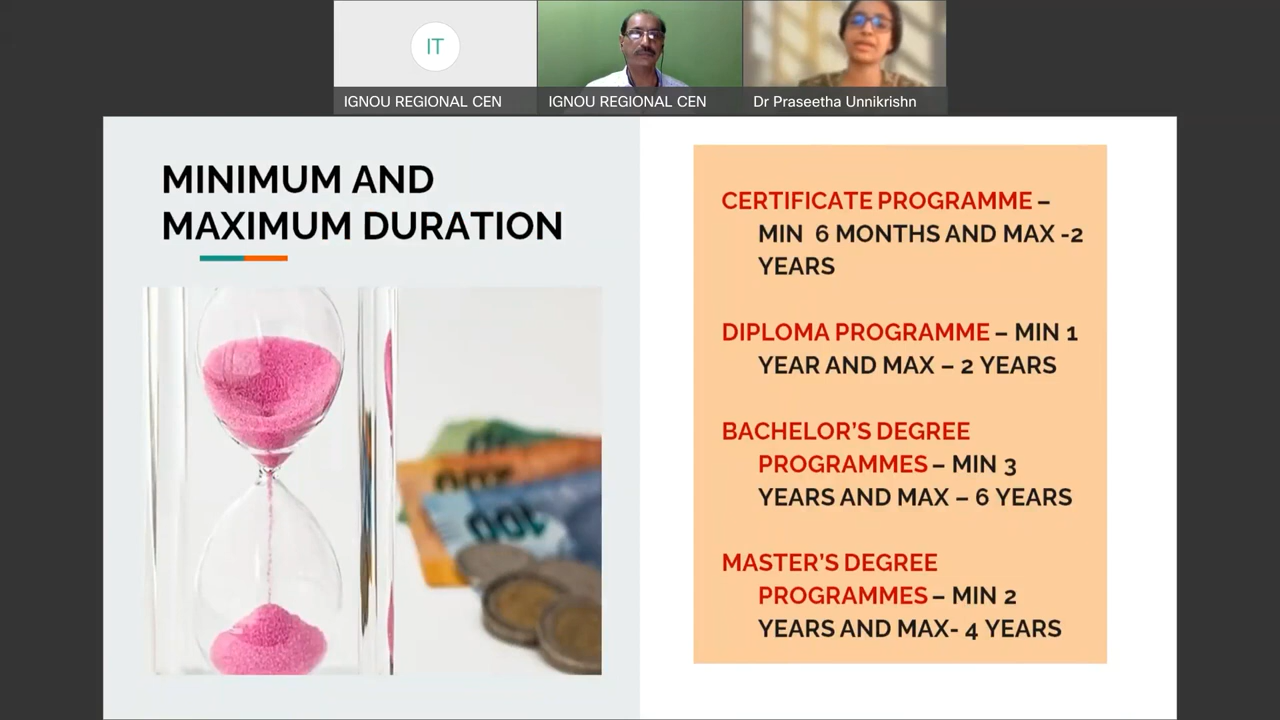 IT
IGNOU REGIONAL CEN
IGNOU REGIONAL CEN
Dr Praseetha Unnikrishn
MINIMUM AND
MAXIMUM DURATION
CERTIFICATE PROGRAMME –
MIN 6 MONTHS AND MAX -2
YEARS
DIPLOMA PROGRAMME – MIN 1
YEAR AND MAX – 2 YEARS
BACHELOR'S DEGREE
PROGRAMMES – MIN 3
YEARS AND MAX – 6 YEARS
MASTER'S DEGREE
PROGRAMMES – MIN 2
YEARS AND MAX- 4 YEARS
100